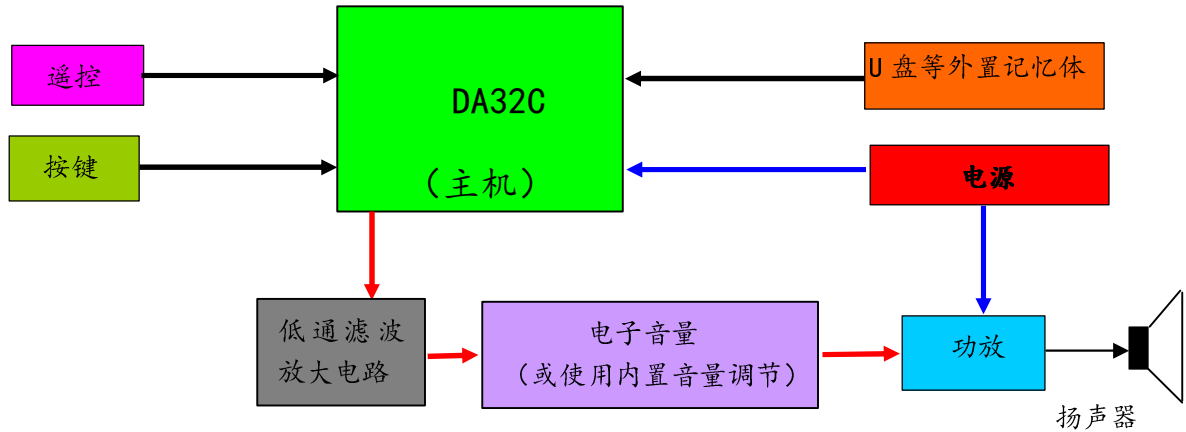 遥控
DA32C
U盘等外置记忆体
按键
（主机）
电源
低通滤波
放大电路
电子音量
（或使用内置音量调节）
功放
扬声器